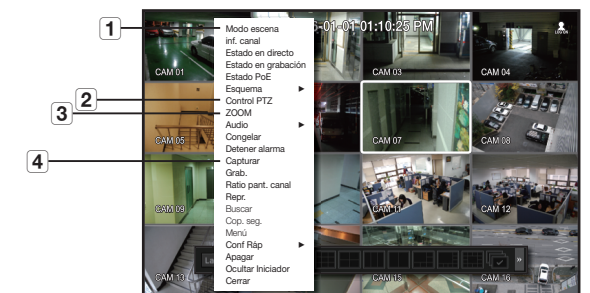 1
2
3
4
6-01-01 01:10:25 PM
LOG ON
Modo escena
inf. canal
Estado en directo
Estado en grabación
Estado PoE
Esquema
Control PTZ
ZOOM
Audio
Congelar
Detener alarma
Capturar
Grab.
Ratio pant. canal
Repr.
Buscar
Cop. seg.
Menú
Conf Ráp
Apagar
Ocultar Iniciador
Cerrar
CAM 01
CAM 03
CAM 04
CAM 05
CAM 07
CAM 08
CAM 09
CAM 11
CAM 12
CAM 13
CAM 15
CAM 16